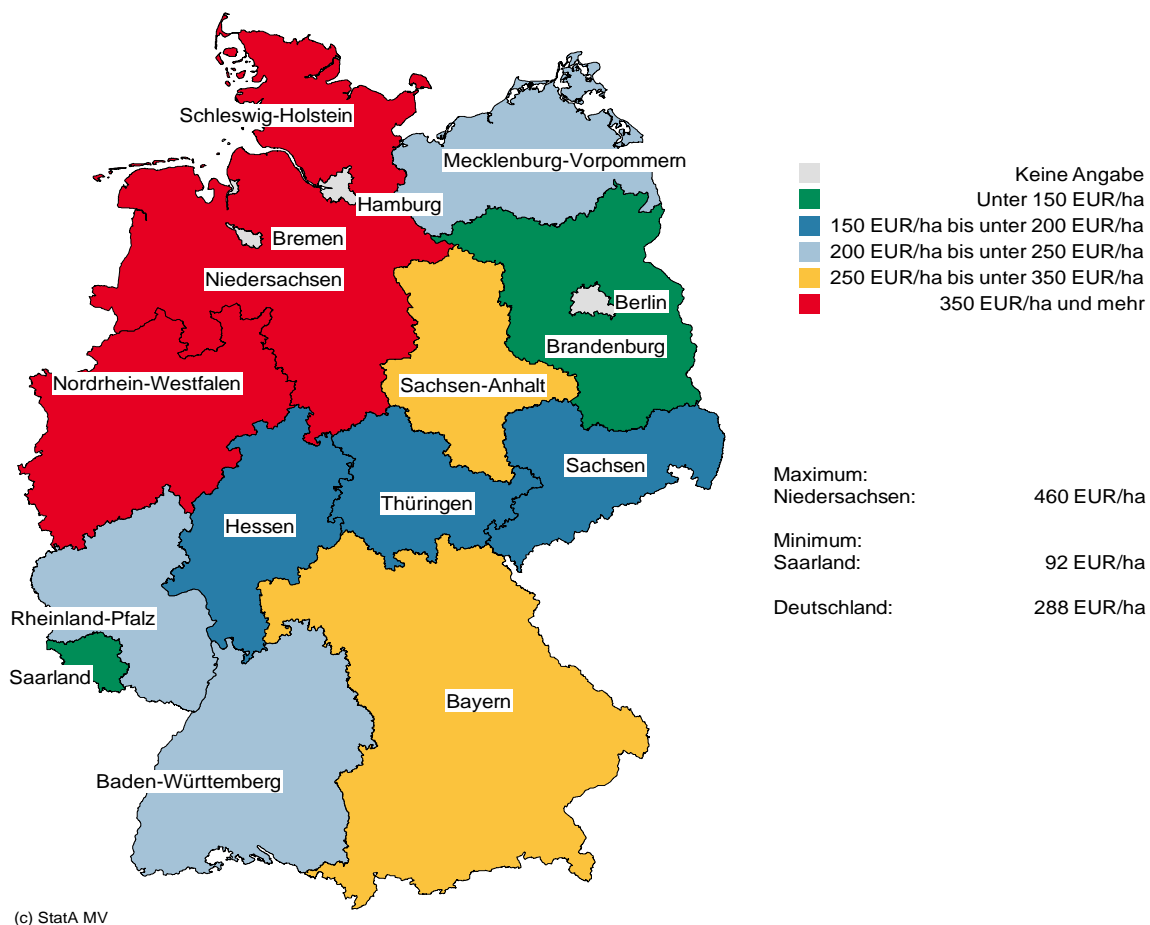 Schleswig-Holstein
Mecklenburg-Vorpommern
Hamburg
Bremen
Niedersachsen
Berlin
Brandenburg
Nordrhein-Westfalen
Sachsen-Anhalt
Sachsen
Thüringen
Hessen
Rheinland-Pfalz
Saarland
Bayern
Baden-Württemberg
Keine Angabe
Unter 150 EUR/ha
150 EUR/ha bis unter 200 EUR/ha
200 EUR/ha bis unter 250 EUR/ha
250 EUR/ha bis unter 350 EUR/ha
350 EUR/ha und mehr
Maximum:
Niedersachsen: 460 EUR/ha
Minimum:
Saarland: 92 EUR/ha
Deutschland: 288 EUR/ha
(c) StatA MV